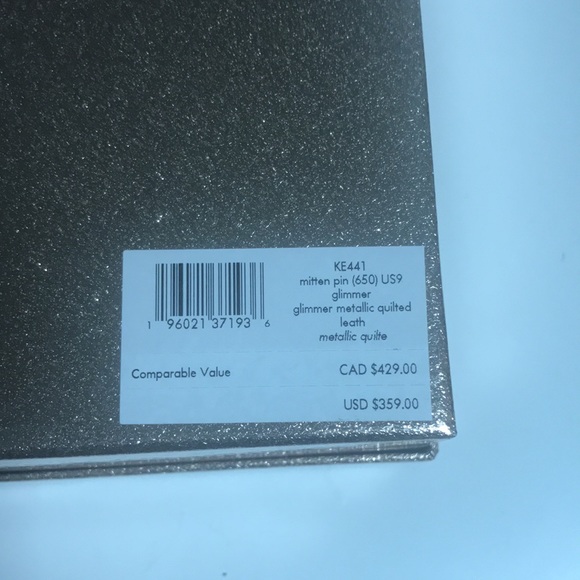 KE441
mitten pin (650) US9
glimmer
glimmer metallic quilted
leath
metallic quilte
1 96021 37193 6
Comparable Value CAD $429.00
USD $359.00